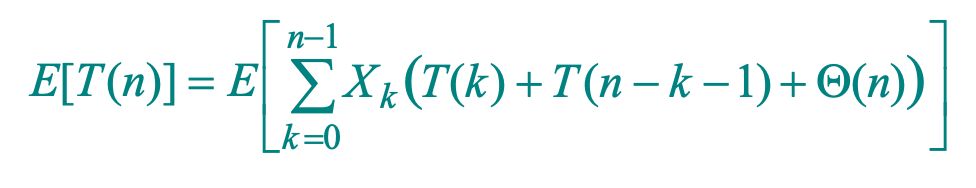 E[T(n)] = E[∑_{k=0}^{n−1} X_k (T(k) + T(n − k − 1) + Θ(n))]